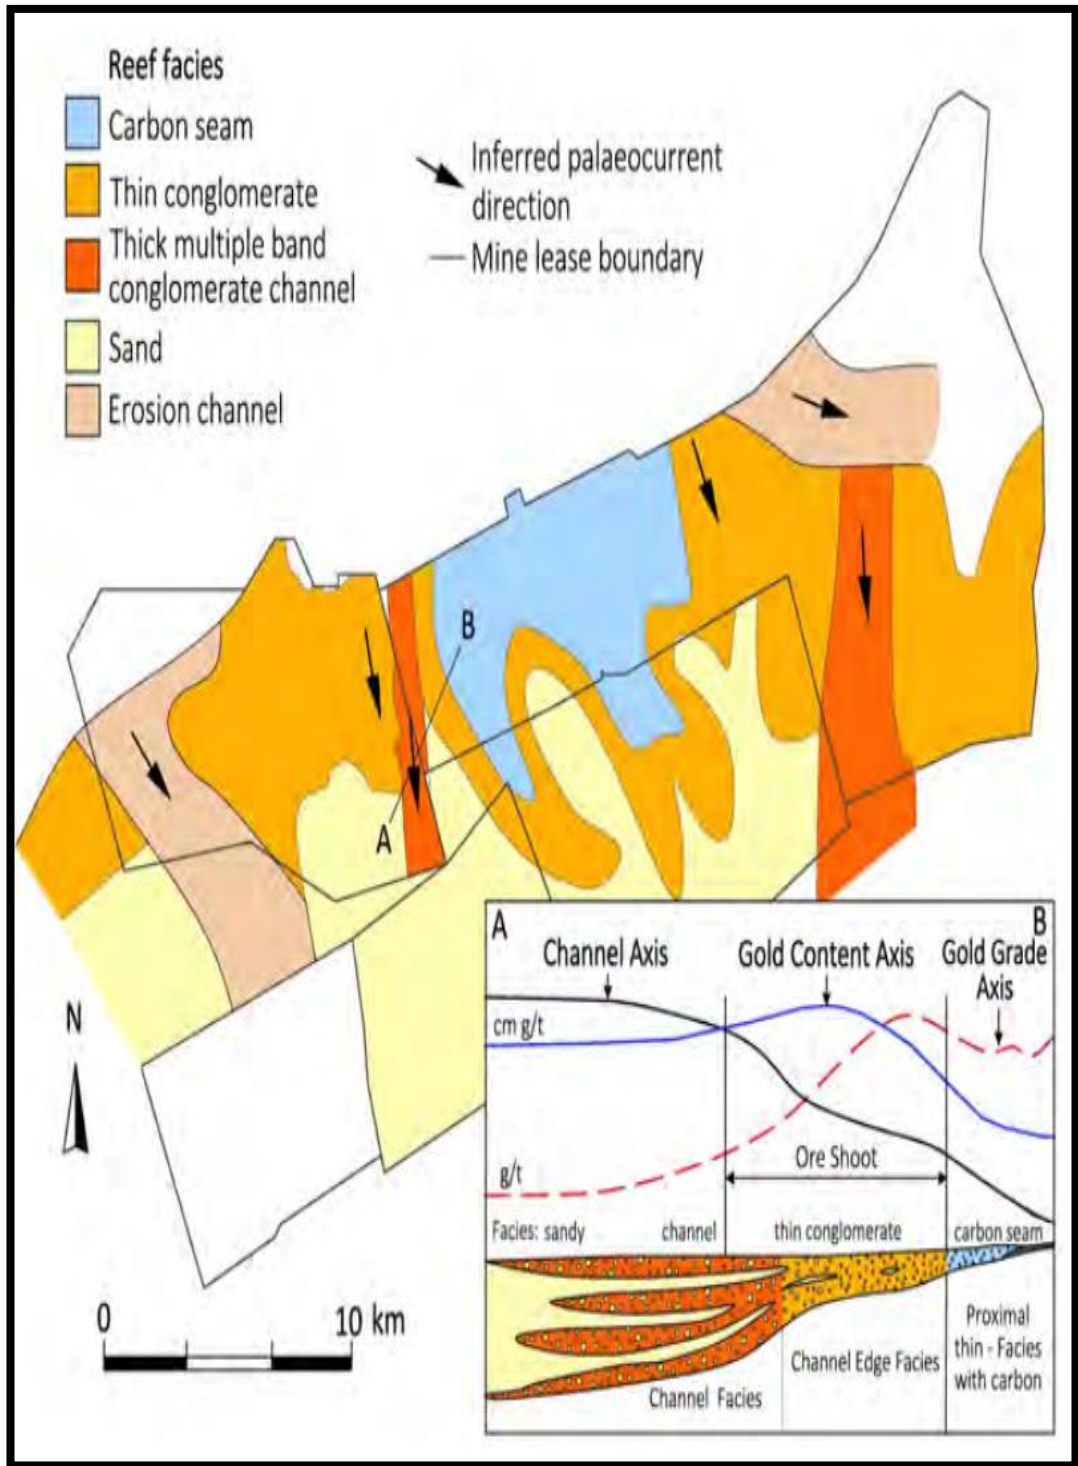 Reef facies
Carbon seam
Thin conglomerate
Thick multiple band
conglomerate channel
Sand
Erosion channel
Inferred palaeocurrent
direction
Mine lease boundary
B
A
N
0 10 km
A B
Channel Axis
Gold Content Axis
Gold Grade
Axis
cm g/t
g/t
Ore Shoot
Facies: sandy channel thin conglomerate carbon seam
Channel Facies
Channel Edge Facies
Proximal
thin - Facies
with carbon